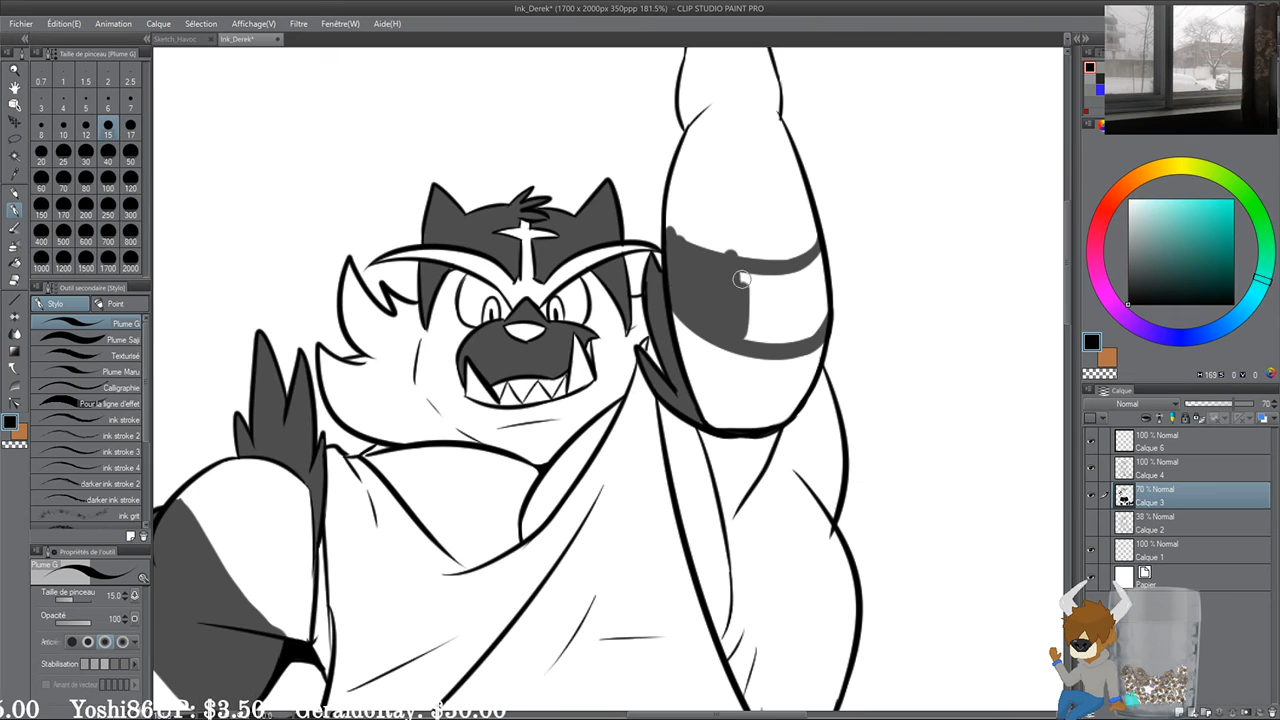 Ink_Derek* (1700 x 2000px 350ppp 181.5%) - CLIP STUDIO PAINT PRO
Fichier Édition(E) Animation Calque Sélection Affichage(V) Filtre Fenêtre(W) Aide(H)
Taille de pinceau (Plume G)
Sketch_Havoc
Ink_Derek*
0.7 1 1.5 2 2.5
3 4 5 6 7
8 10 12 15 17
20 25 30 40 50
60 70 80 100 120
150 170 200 250 300
400 500 600 700 800
1000 1200 1500 1700 2000
Outil secondaire (Stylo)
Stylo Point
Plume G
Plume Saji
Texturisé
Plume Maru
Calligraphie
Pour la ligne d'effet
ink stroke
ink stroke 2
ink stroke 3
ink stroke 4
darker ink stroke 2
darker ink stroke
ink grit
Propriétés de l'outil
Plume G
Taille de pinceau 15.0
Opacité 100
Stabilisation
H 169 S 0 V 0
Calque
Normal 70
100 % Normal
Calque 6
100 % Normal
Calque 4
70 % Normal
Calque 3
38 % Normal
Calque 2
100 % Normal
Calque 1
Papier
5.00 Yoshi86UP: $3.50